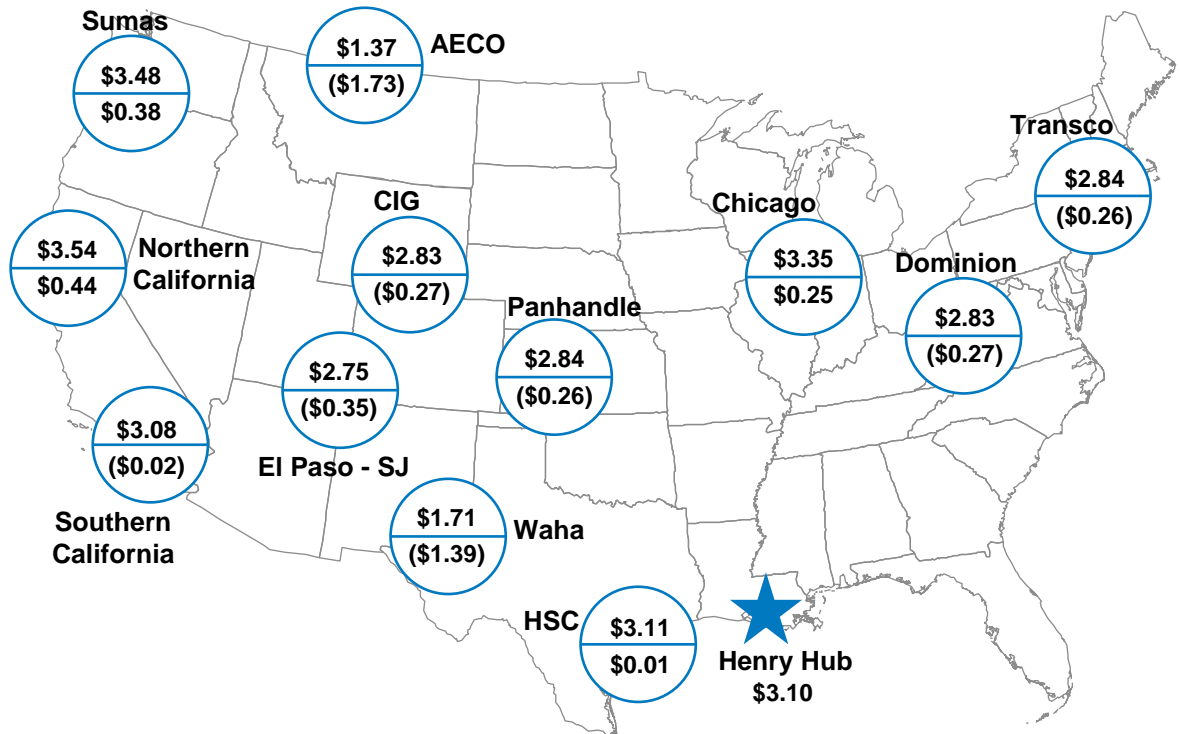 Sumas
$3.48
$0.38
$1.37
($1.73)
AECO
Transco
$2.84
($0.26)
CIG
$2.83
($0.27)
Chicago
$3.35
$0.25
$3.54
$0.44
Northern
California
Dominion
$2.83
($0.27)
Panhandle
$2.84
($0.26)
$2.75
($0.35)
El Paso - SJ
$3.08
($0.02)
Southern
California
$1.71
($1.39)
Waha
HSC
$3.11
$0.01
Henry Hub
$3.10